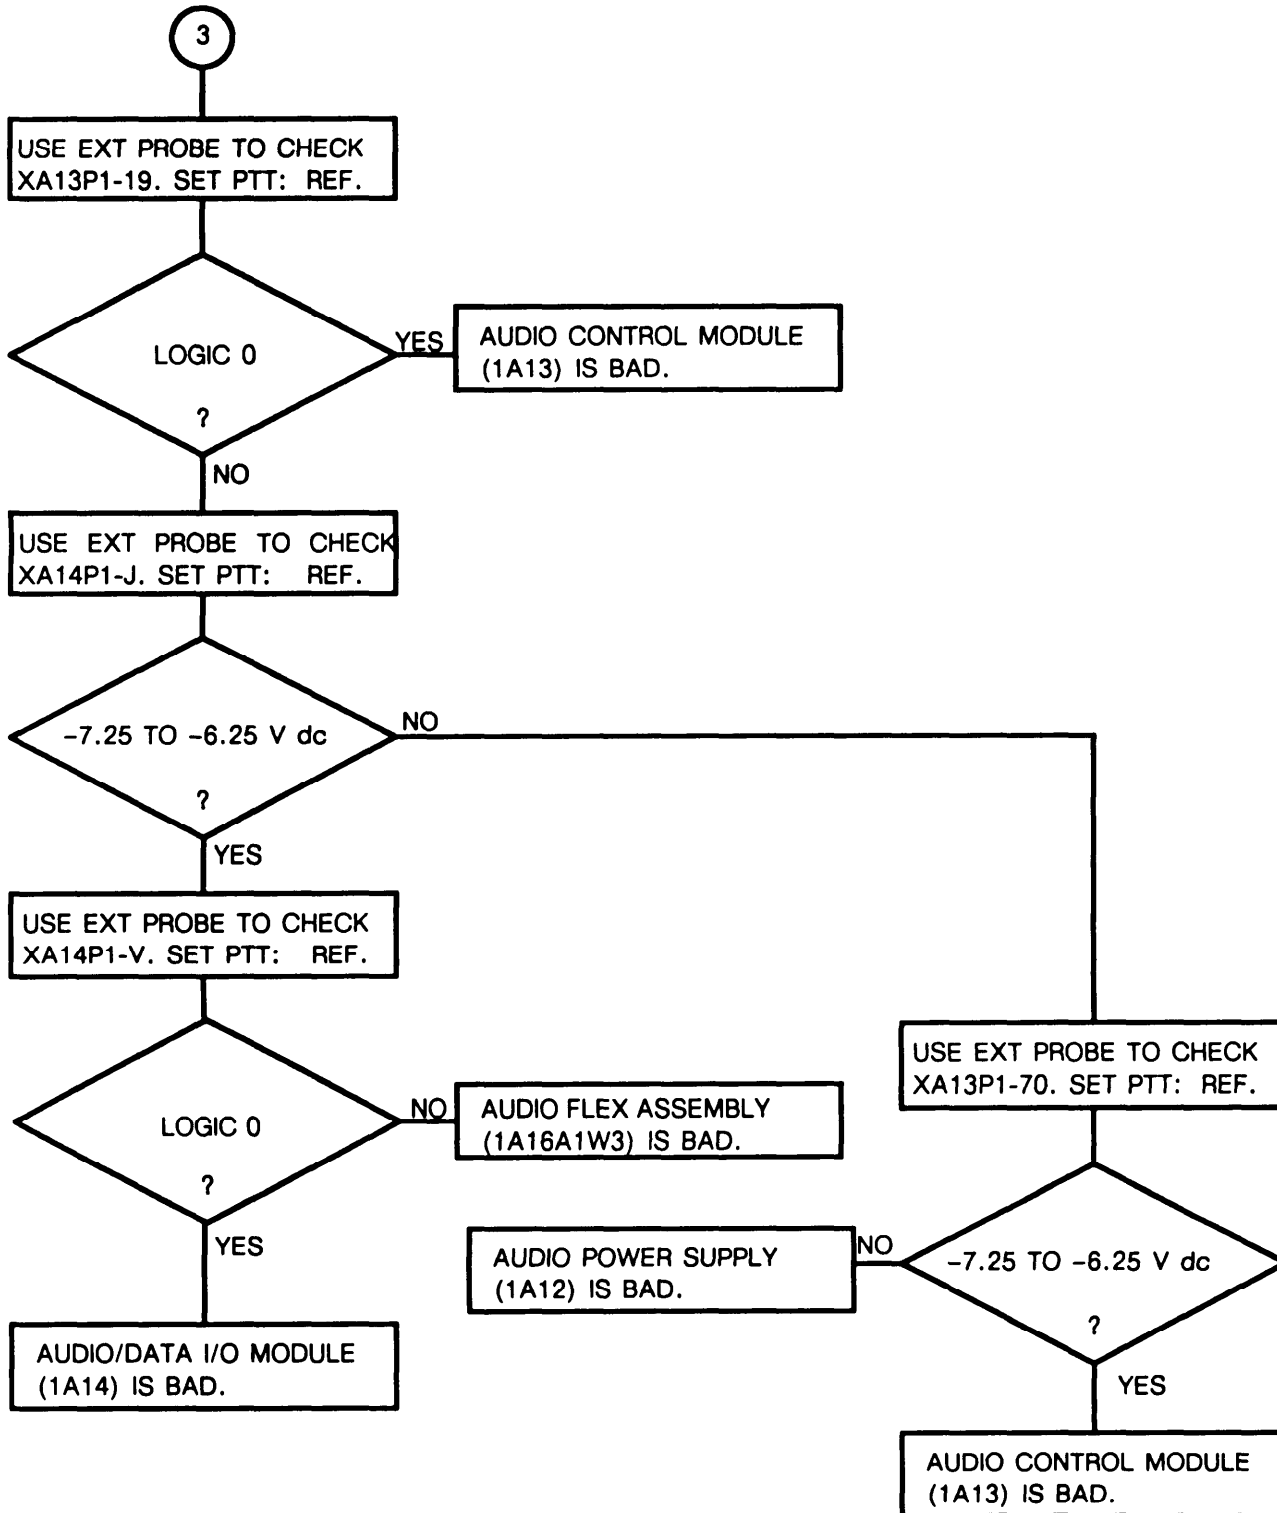 3
USE EXT PROBE TO CHECK
XA13P1-19. SET PTT: REF.
LOGIC 0
?
YES
AUDIO CONTROL MODULE
(1A13) IS BAD.
NO
USE EXT PROBE TO CHECK
XA14P1-J. SET PTT: REF.
-7.25 TO -6.25 V dc
?
NO
YES
USE EXT PROBE TO CHECK
XA14P1-V. SET PTT: REF.
LOGIC 0
?
NO
AUDIO FLEX ASSEMBLY
(1A16A1W3) IS BAD.
YES
AUDIO/DATA I/O MODULE
(1A14) IS BAD.
USE EXT PROBE TO CHECK
XA13P1-70. SET PTT: REF.
-7.25 TO -6.25 V dc
?
NO
AUDIO POWER SUPPLY
(1A12) IS BAD.
YES
AUDIO CONTROL MODULE
(1A13) IS BAD.